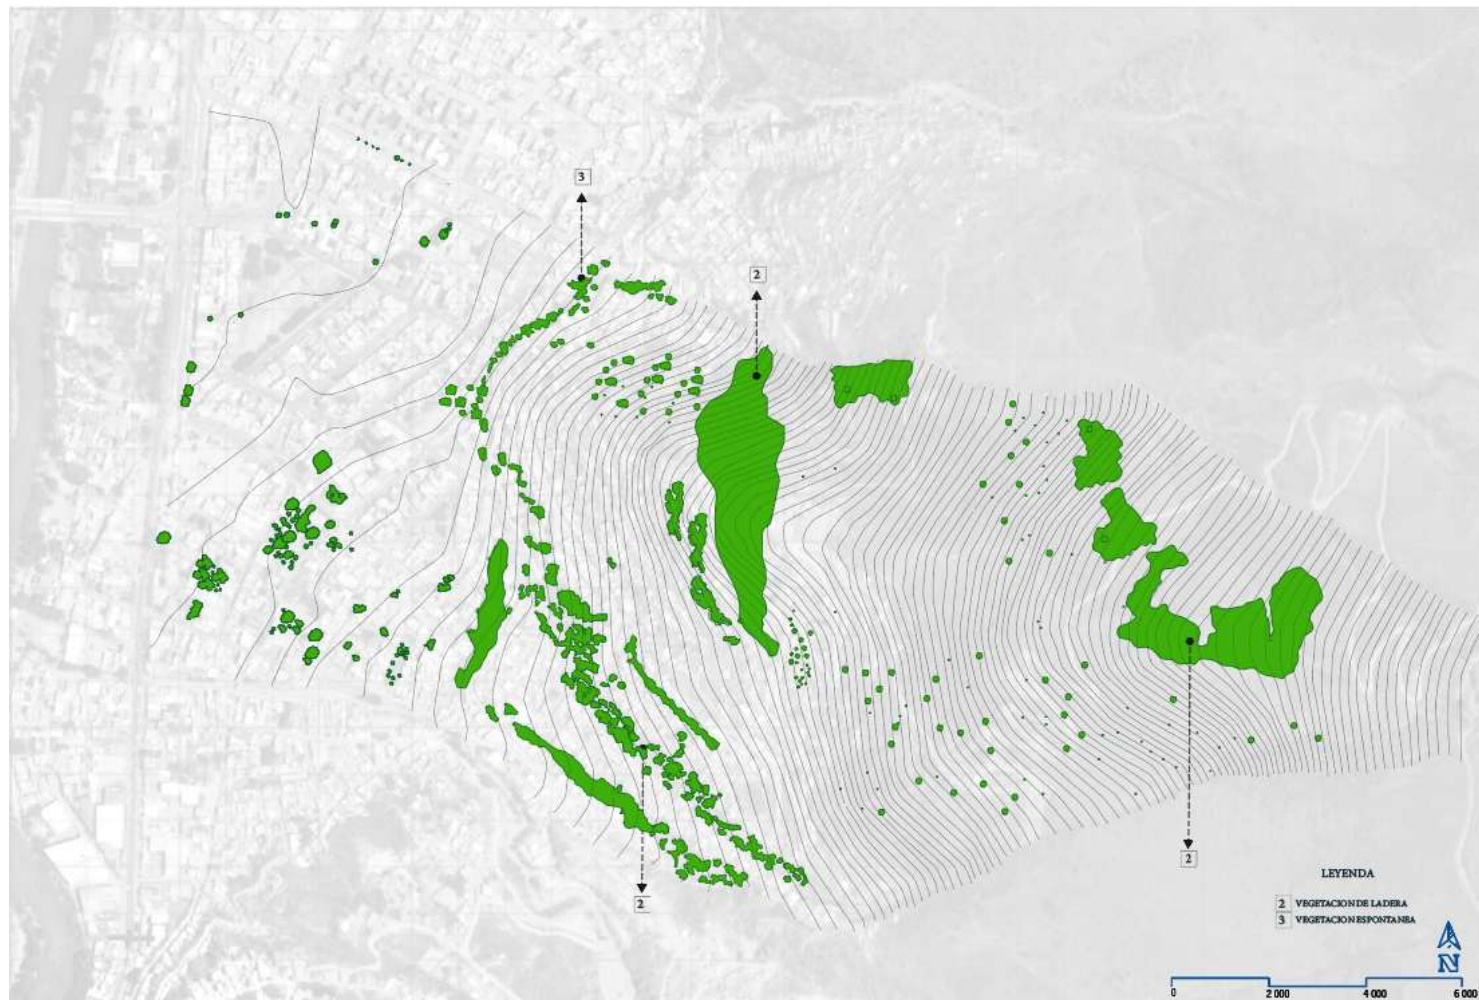 3
2
2
2
LEYENDA
2 VEGETACION DE LADERA
3 VEGETACION ESPONTANEA
N
0 2 000 4 000 6 000